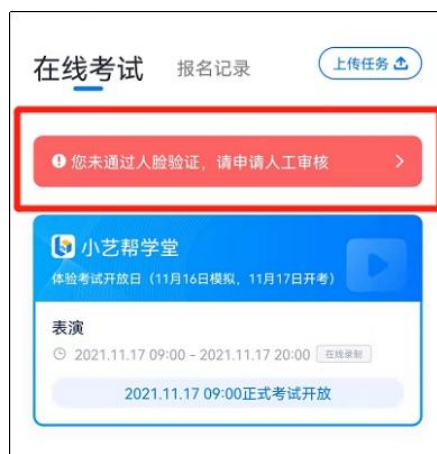 在线考试 报名记录 上传任务
您未通过人脸验证，请申请人工审核
小艺帮学堂
体验考试开放日（11月16日模拟，11月17日开考）
表演
2021.11.17 09:00 - 2021.11.17 20:00 在线录制
2021.11.17 09:00正式考试开放